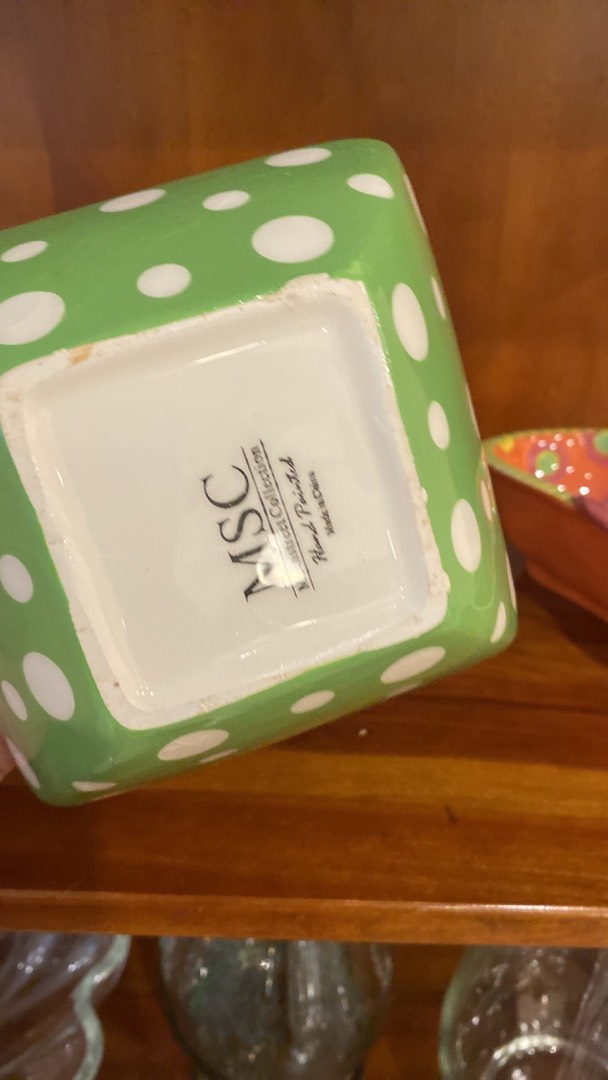 MSC
Collection
Hand Painted
Made in China